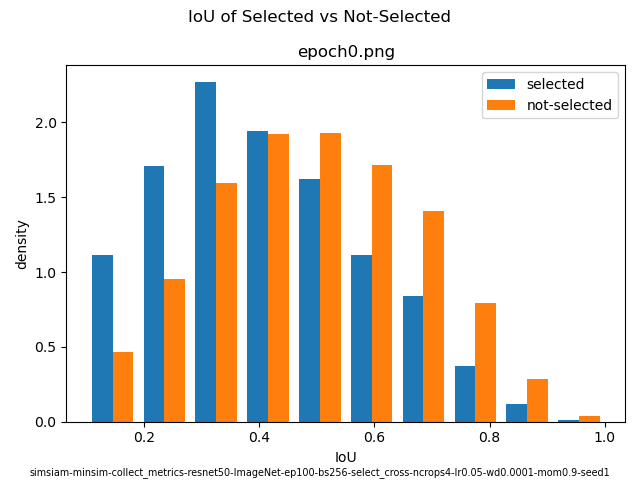 IoU of Selected vs Not-Selected
epoch0.png
selected
not-selected
density
2.0
1.5
1.0
0.5
0.0
0.2 0.4 0.6 0.8 1.0
IoU
simsiam-minsim-collect_metrics-resnet50-ImageNet-ep100-bs256-select_cross-ncrops4-lr0.05-wd0.0001-mom0.9-seed1